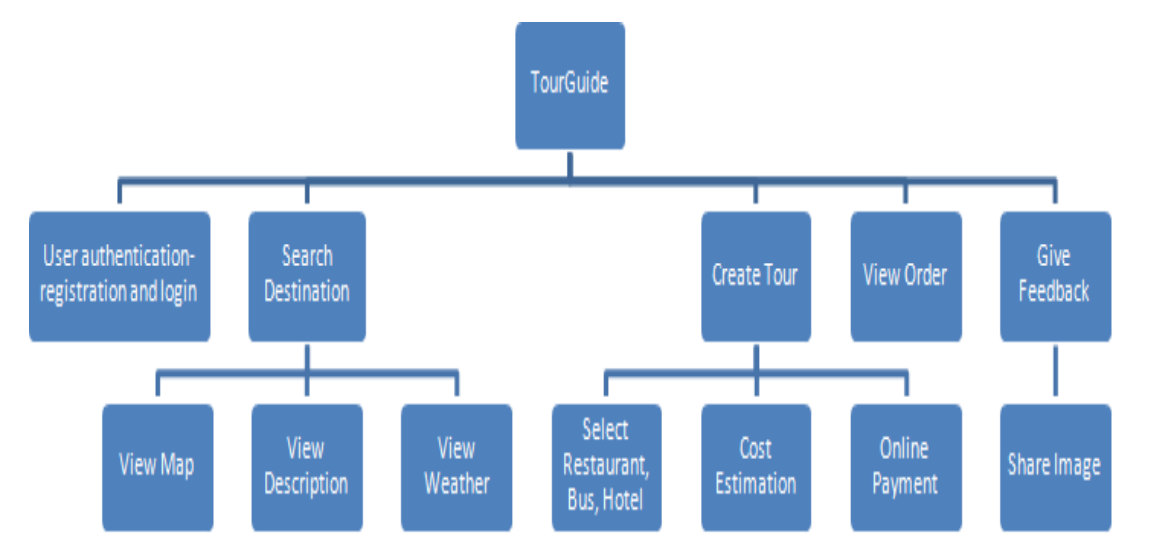 TourGuide
User authentication-
registration and login
Search
Destination
Create Tour
View Order
Give
Feedback
View Map
View
Description
View
Weather
Select
Restaurant,
Bus, Hotel
Cost
Estimation
Online
Payment
Share Image